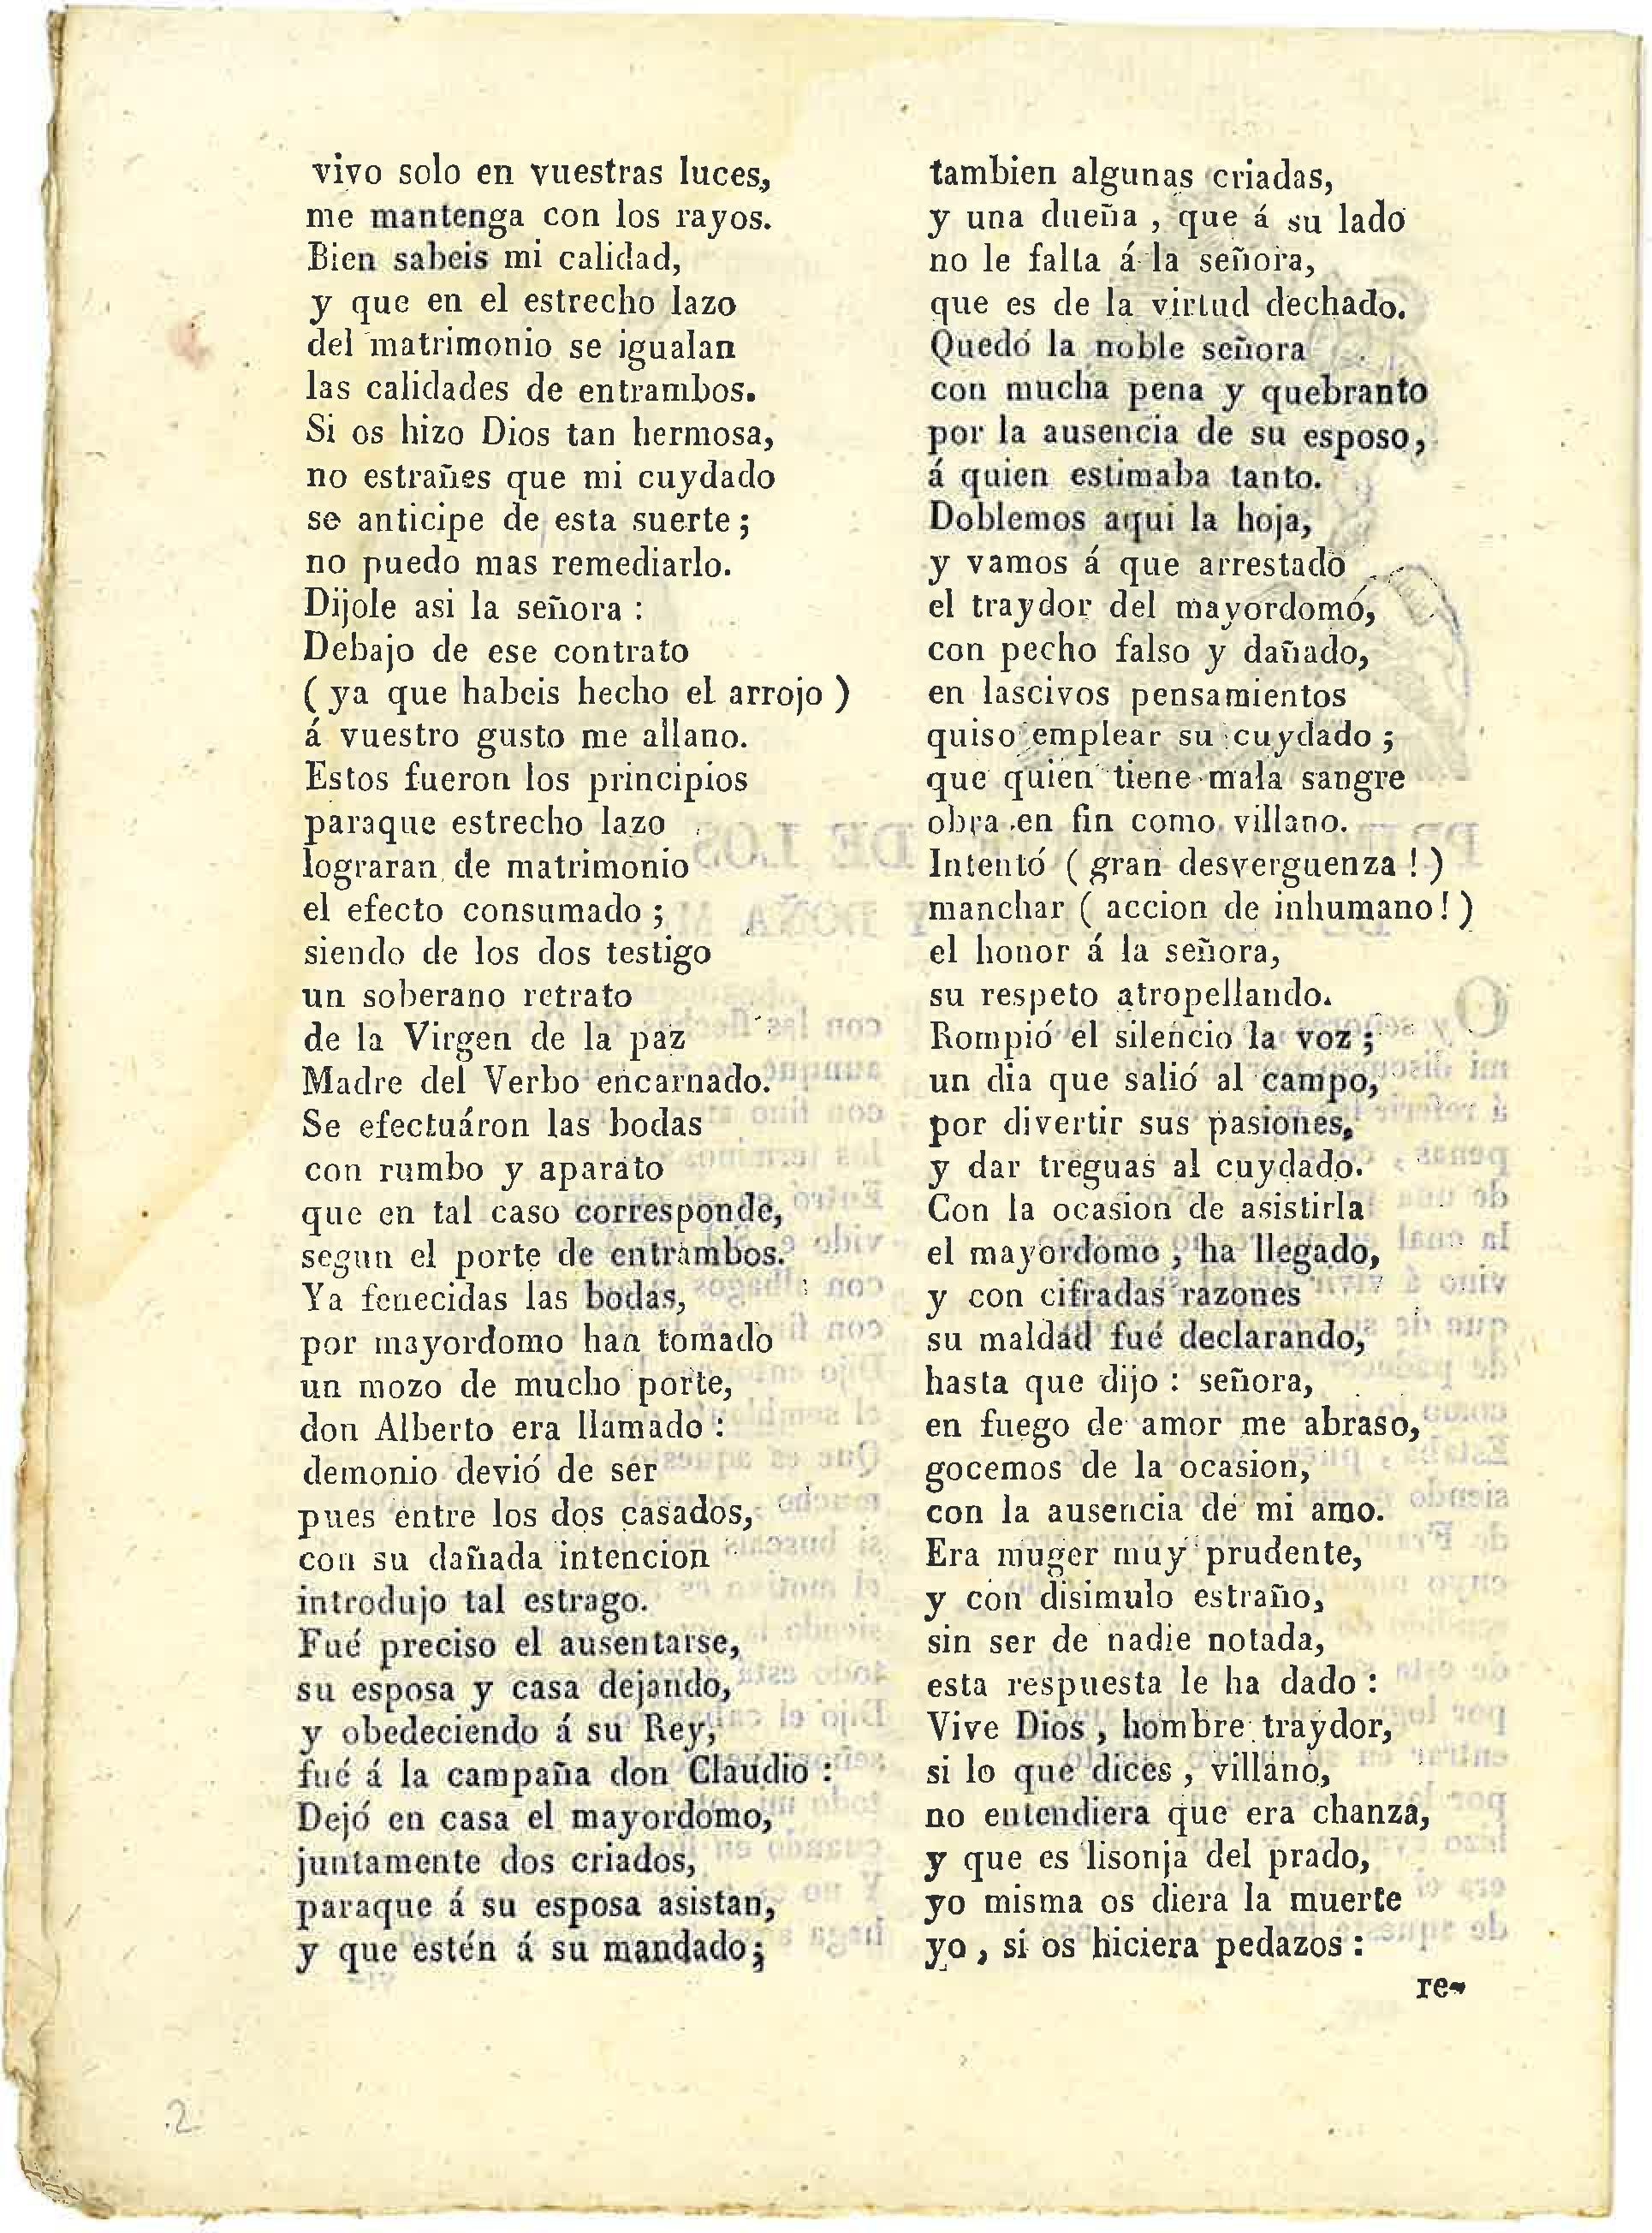 vivo solo en vuestras luces,
me mantenga con los rayos.
Bien sabeis mi calidad,
y que en el estrecho lazo
del matrimonio se igualan
las calidades de entrambos.
Si os hizo Dios tan hermosa,
no estrañes que mi cuydado
se anticipe de esta suerte;
no puedo mas remediarlo.
Dijole asi la señora :
Debajo de ese contrato
( ya que habeis hecho el arrojo )
á vuestro gusto me allano.
Estos fueron los principios
paraque estrecho lazo
lograran de matrimonio
el efecto consumado ;
siendo de los dos testigo
un soberano retrato
de la Virgen de la paz
Madre del Verbo encarnado.
Se efectuáron las bodas
con rumbo y aparato
que en tal caso corresponde,
segun el porte de entrambos.
Ya fenecidas las bodas,
por mayordomo han tomado
un mozo de mucho porte,
don Alberto era llamado :
demonio devió de ser
pues entre los dos casados,
con su dañada intencion
introdujo tal estrago.
Fué preciso el ausentarse,
su esposa y casa dejando,
y obedeciendo á su Rey,
fué á la campaña don Claudio :
Dejó en casa el mayordomo,
juntamente dos criados,
paraque á su esposa asistan,
y que estén á su mandado;
tambien algunas criadas,
y una dueña , que á su lado
no le falta á la señora,
que es de la virtud dechado.
Quedó la noble señora
con mucha pena y quebranto
por la ausencia de su esposo,
á quien estimaba tanto.
Doblemos aqui la hoja,
y vamos á que arrestado
el traydor del mayordomo,
con pecho falso y dañado,
en lascivos pensamientos
quiso emplear su cuydado ;
que quien tiene mala sangre
obra en fin como villano.
Intentó ( gran desverguenza ! )
manchar ( accion de inhumano! )
el honor á la señora,
su respeto atropellando.
Rompió el silencio la voz ;
un dia que salió al campo,
por divertir sus pasiones,
y dar treguas al cuydado.
Con la ocasion de asistirla
el mayordomo , ha llegado,
y con cifradas razones
su maldad fué declarando,
hasta que dijo : señora,
en fuego de amor me abraso,
gocemos de la ocasion,
con la ausencia de mi amo.
Era muger muy prudente,
y con disimulo estraño,
sin ser de nadie notada,
esta respuesta le ha dado :
Vive Dios , hombre traydor,
si lo que dices , villano,
no entendiera que era chanza,
y que es lisonja del prado,
yo misma os diera la muerte
yo , si os hiciera pedazos :
re-
2